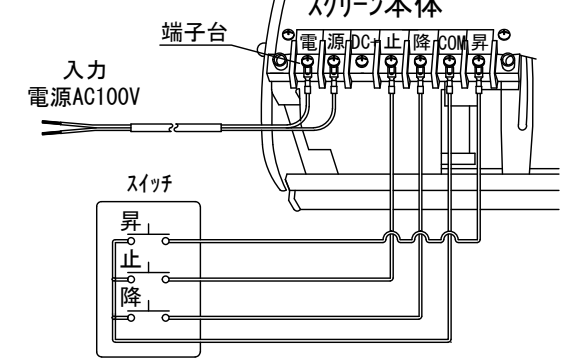 スクリーン本体
端子台
電 源 DC+ 止 降 COM 昇
入力
電源AC100V
スイッチ
昇
止
降